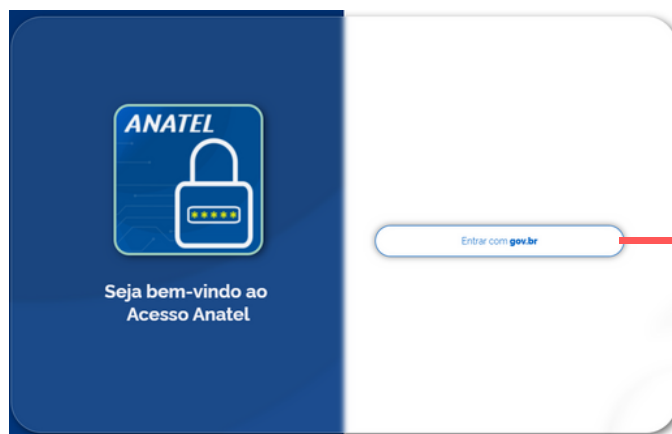 ANATEL
*****
Seja bem-vindo ao
Acesso Anatel
Entrar com gov.br